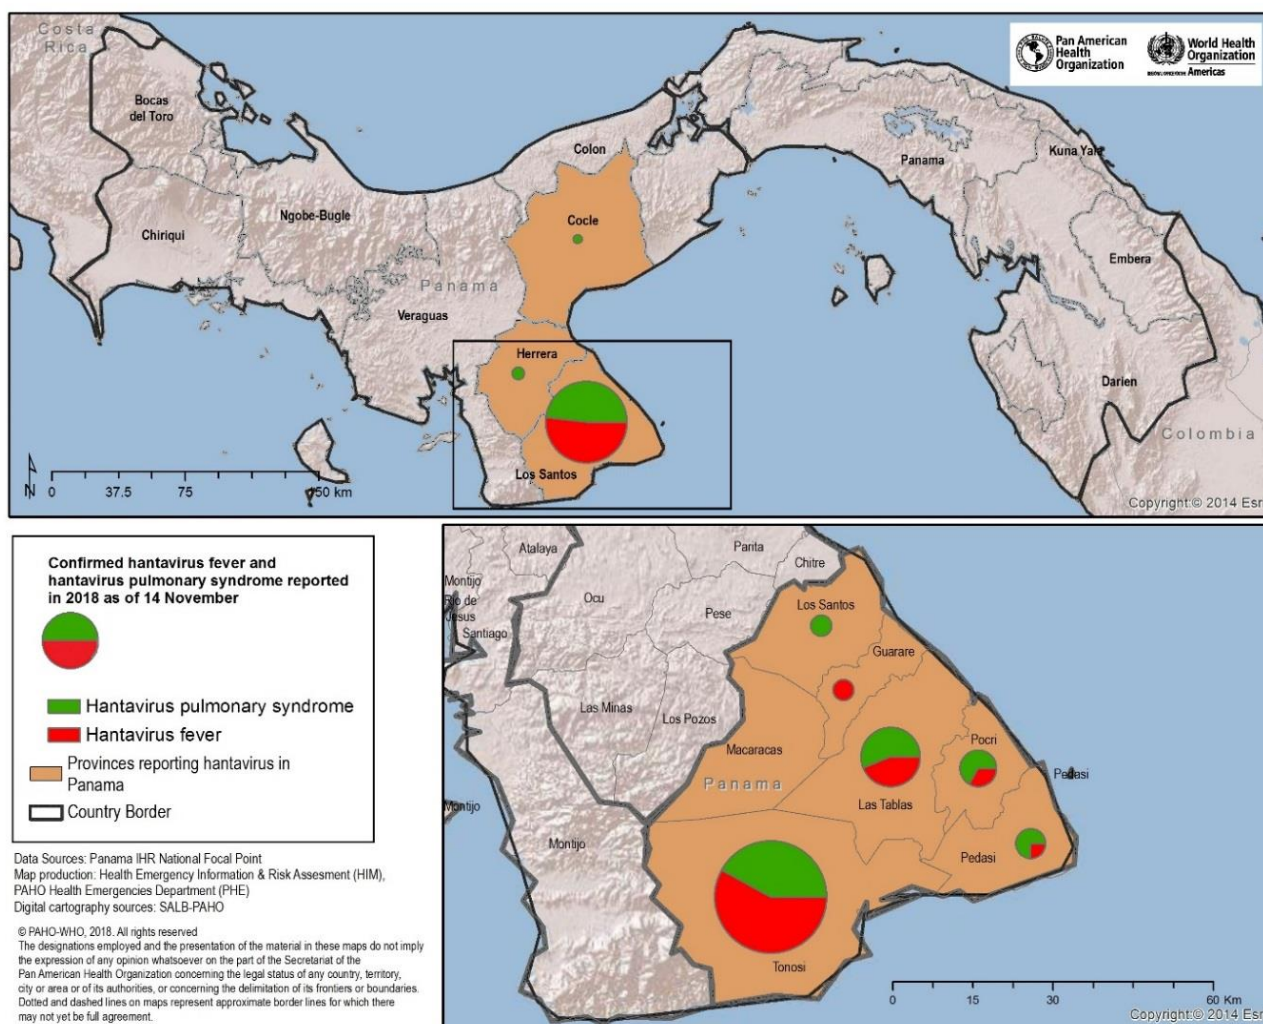 Costa
Rica
Pan American
Health
Organization
World Health
Organization
Americas
Bocas
del Toro
Colon
Panama
Kuna Yala
Ngobe-Bugle
Cocle
Chiriqui
Embera
Panama
Veraguas
Herrera
Darien
Colombia
Los Santos
N
0 37.5 75 150 km
Copyright:© 2014 Esri
Confirmed hantavirus fever and
hantavirus pulmonary syndrome reported
in 2018 as of 14 November
Hantavirus pulmonary syndrome
Hantavirus fever
Provinces reporting hantavirus in
Panama
Country Border
Data Sources: Panama IHR National Focal Point
Map production: Health Emergency Information & Risk Assesment (HIM),
PAHO Health Emergencies Department (PHE)
Digital cartography sources: SALB-PAHO
© PAHO-WHO, 2018. All rights reserved
The designations employed and the presentation of the material in these maps do not imply
the expression of any opinion whatsoever on the part of the Secretariat of the
Pan American Health Organization concerning the legal status of any country, territory,
city or area or of its authorities, or concerning the delimitation of its frontiers or boundaries.
Dotted and dashed lines on maps represent approximate border lines for which there
may not yet be full agreement.
Atalaya
Parita
Chitre
Montijo
Rio de
Jesus
Ocu
Pese
Los Santos
Santiago
Guarare
Las Minas
Los Pozos
Macaracas
Pocri
Panama
Pedasi
Montijo
Las Tablas
Montijo
Pedasi
Tonosi
0 15 30 60 Km
Copyright:© 2014 Esri